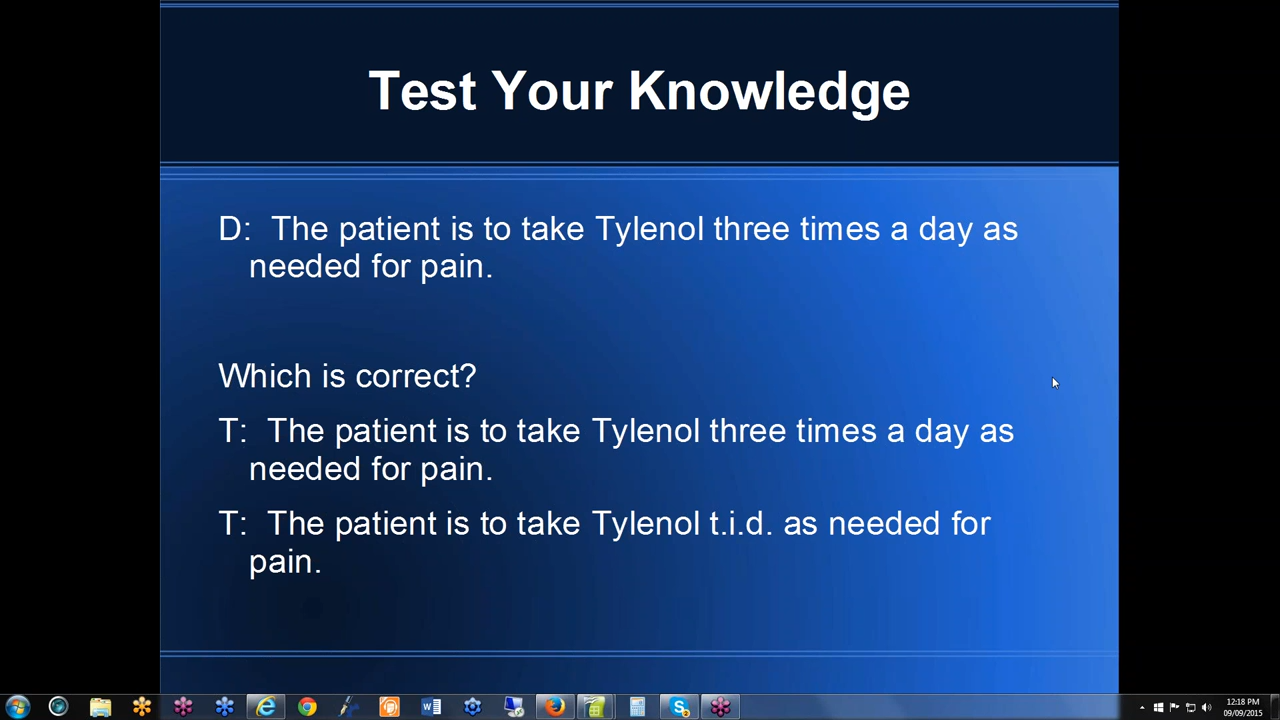 Test Your Knowledge
D: The patient is to take Tylenol three times a day as
needed for pain.
Which is correct?
T: The patient is to take Tylenol three times a day as
needed for pain.
T: The patient is to take Tylenol t.i.d. as needed for
pain.
12:18 PM
09/09/2015